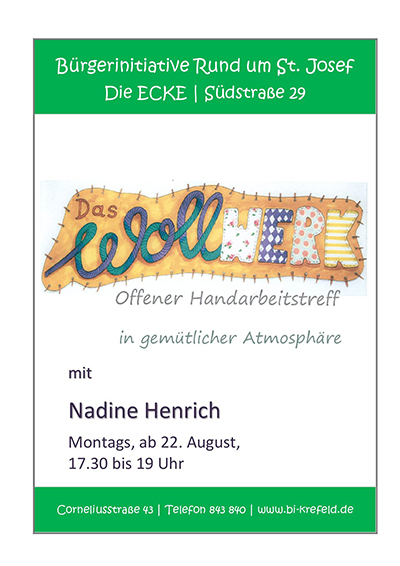 Bürgerinitiative Rund um St. Josef
Die ECKE | Südstraße 29
Das
WollWERK
Offener Handarbeitstreff
in gemütlicher Atmosphäre
mit
Nadine Henrich
Montags, ab 22. August,
17.30 bis 19 Uhr
Corneliusstraße 43 | Telefon 843 840 | www.bi-krefeld.de